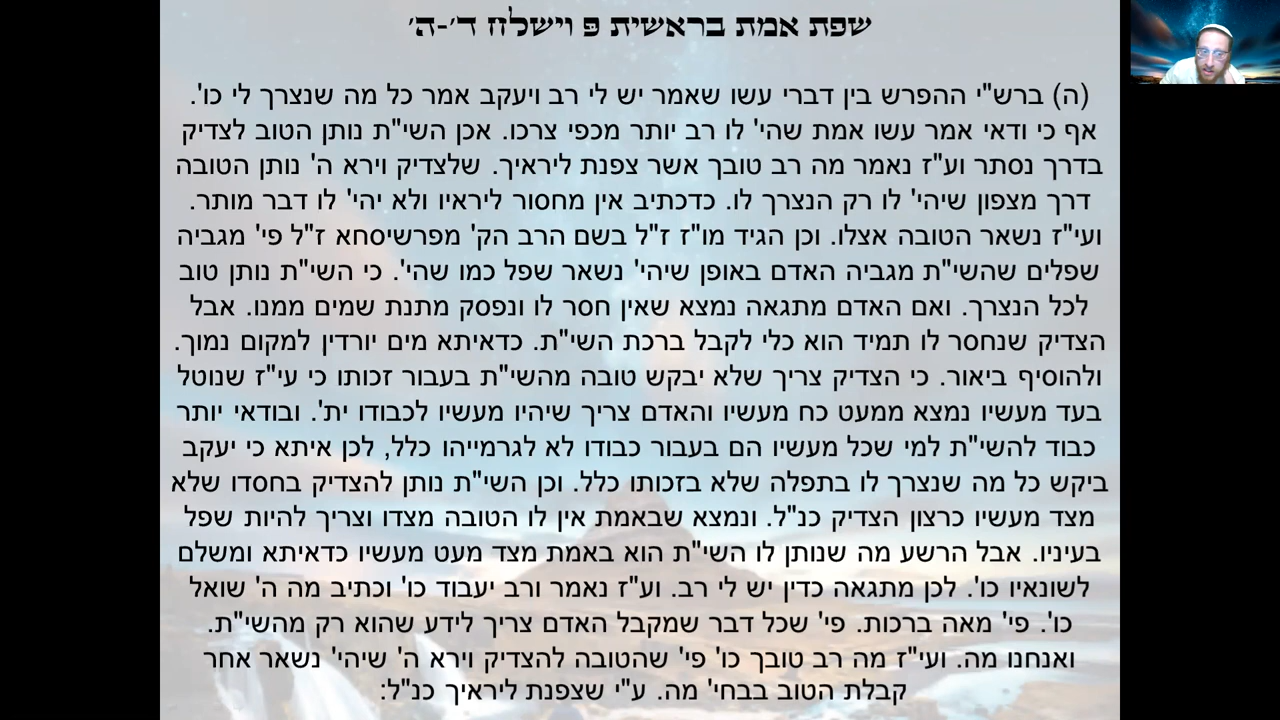 שפת אמת בראשית פ וישלח ד׳-ה׳
(ה) ברש"י ההפרש בין דברי עשו שאמר יש לי רב ויעקב אמר כל מה שנצרך לי כו'.
אף כי ודאי אמר עשו אמת שהי' לו רב יותר מכפי צרכו. אכן השי"ת נותן הטוב לצדיק
בדרך נסתר וע"ז נאמר מה רב טובך אשר צפנת ליראיך. שלצדיק וירא ה' נותן הטובה
דרך מצפון שיהי' לו רק הנצרך לו. כדכתיב אין מחסור ליראיו ולא יהי' לו דבר מותר.
ועי"ז נשאר הטובה אצלו. וכן הגיד מו"ז ז"ל בשם הרב הק' מפרשיסחא ז"ל פי' מגביה
שפלים שהשי"ת מגביה האדם באופן שיהי' נשאר שפל כמו שהי'. כי השי"ת נותן טוב
לכל הנצרך. ואם האדם מתגאה נמצא שאין חסר לו ונפסק מתנת שמים ממנו. אבל
הצדיק שנחסר לו תמיד הוא כלי לקבל ברכת השי"ת. כדאיתא מים יורדין למקום נמוך.
ולהוסיף ביאור. כי הצדיק צריך שלא יבקש טובה מהשי"ת בעבור זכותו כי עי"ז שנוטל
בעד מעשיו נמצא ממעט כח מעשיו והאדם צריך שיהיו מעשיו לכבודו ית'. ובודאי יותר
כבוד להשי"ת למי שכל מעשיו הם בעבור כבודו לא לגרמייהו כלל, לכן איתא כי יעקב
ביקש כל מה שנצרך לו בתפלה שלא בזכותו כלל. וכן השי"ת נותן להצדיק בחסדו שלא
מצד מעשיו כרצון הצדיק כנ"ל. ונמצא שבאמת אין לו הטובה מצדו וצריך להיות שפל
בעיניו. אבל הרשע מה שנותן לו השי"ת הוא באמת מצד מעט מעשיו כדאיתא ומשלם
לשונאיו כו'. לכן מתגאה כדין יש לי רב. וע"ז נאמר ורב יעבוד כו' וכתיב מה ה' שואל
כו'. פי' מאה ברכות. פי' שכל דבר שמקבל האדם צריך לידע שהוא רק מהשי"ת.
ואנחנו מה. ועי"ז מה רב טובך כו' פי' שהטובה להצדיק וירא ה' שיהי' נשאר אחר
קבלת הטוב בבחי' מה. ע"י שצפנת ליראיך כנ"ל: